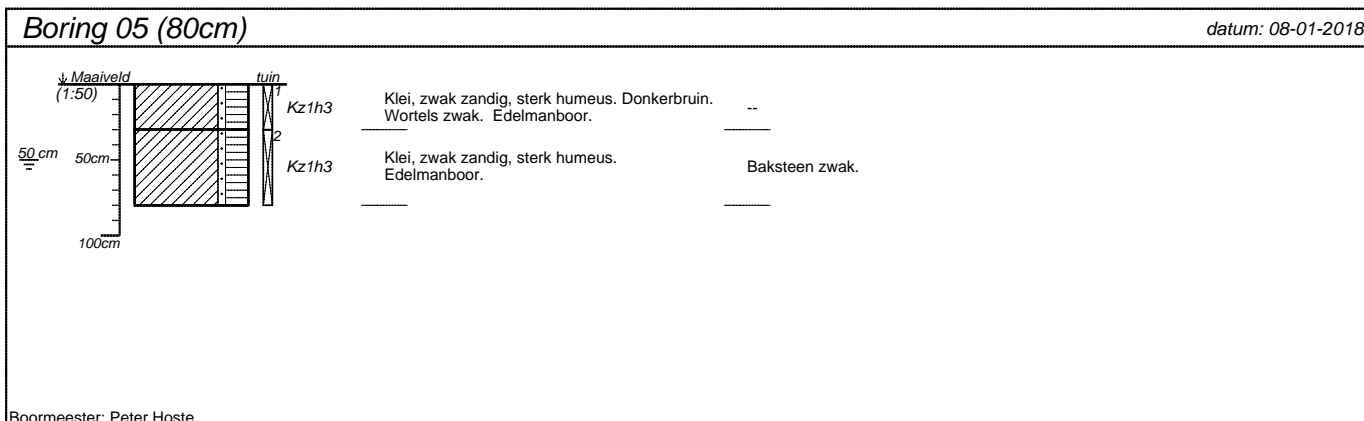 Boring 05 (80cm)
datum: 08-01-2018
Maaiveld
tuin
(1:50)
1
Kz1h3
Klei, zwak zandig, sterk humeus. Donkerbruin.
Wortels zwak. Edelmanboor.
--
2
50 cm
50cm
Kz1h3
Klei, zwak zandig, sterk humeus.
Edelmanboor.
Baksteen zwak.
100cm
Boormeester: Peter Hoste